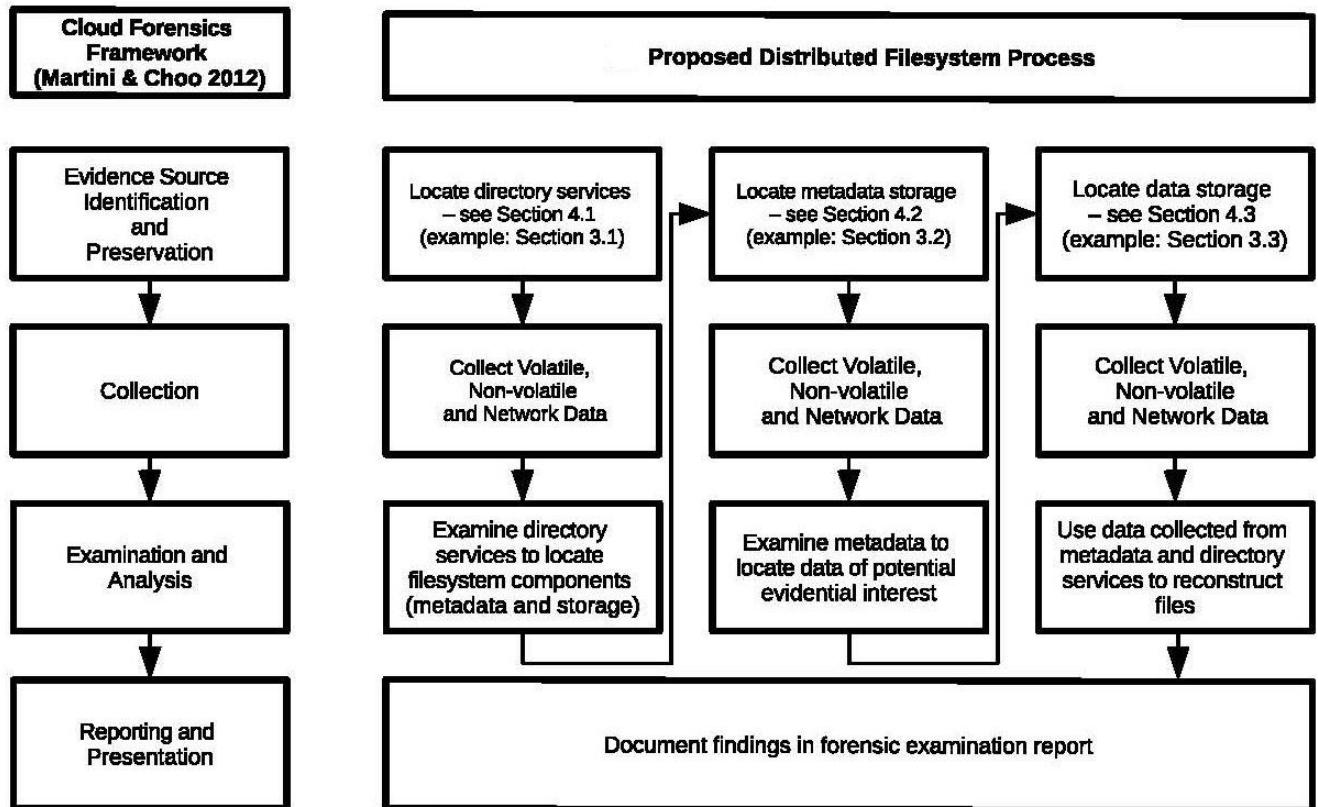 Cloud Forensics
Framework
(Martini & Choo 2012)
Proposed Distributed Filesystem Process
Evidence Source
Identification
and
Preservation
Locate directory services
– see Section 4.1
(example: Section 3.1)
Locate metadata storage
– see Section 4.2
(example: Section 3.2)
Locate data storage
– see Section 4.3
(example: Section 3.3)
Collection
Collect Volatile,
Non-volatile
and Network Data
Collect Volatile,
Non-volatile
and Network Data
Collect Volatile,
Non-volatile
and Network Data
Examination and
Analysis
Examine directory
services to locate
filesystem components
(metadata and storage)
Examine metadata to
locate data of potential
evidential interest
Use data collected from
metadata and directory
services to reconstruct
files
Reporting and
Presentation
Document findings in forensic examination report